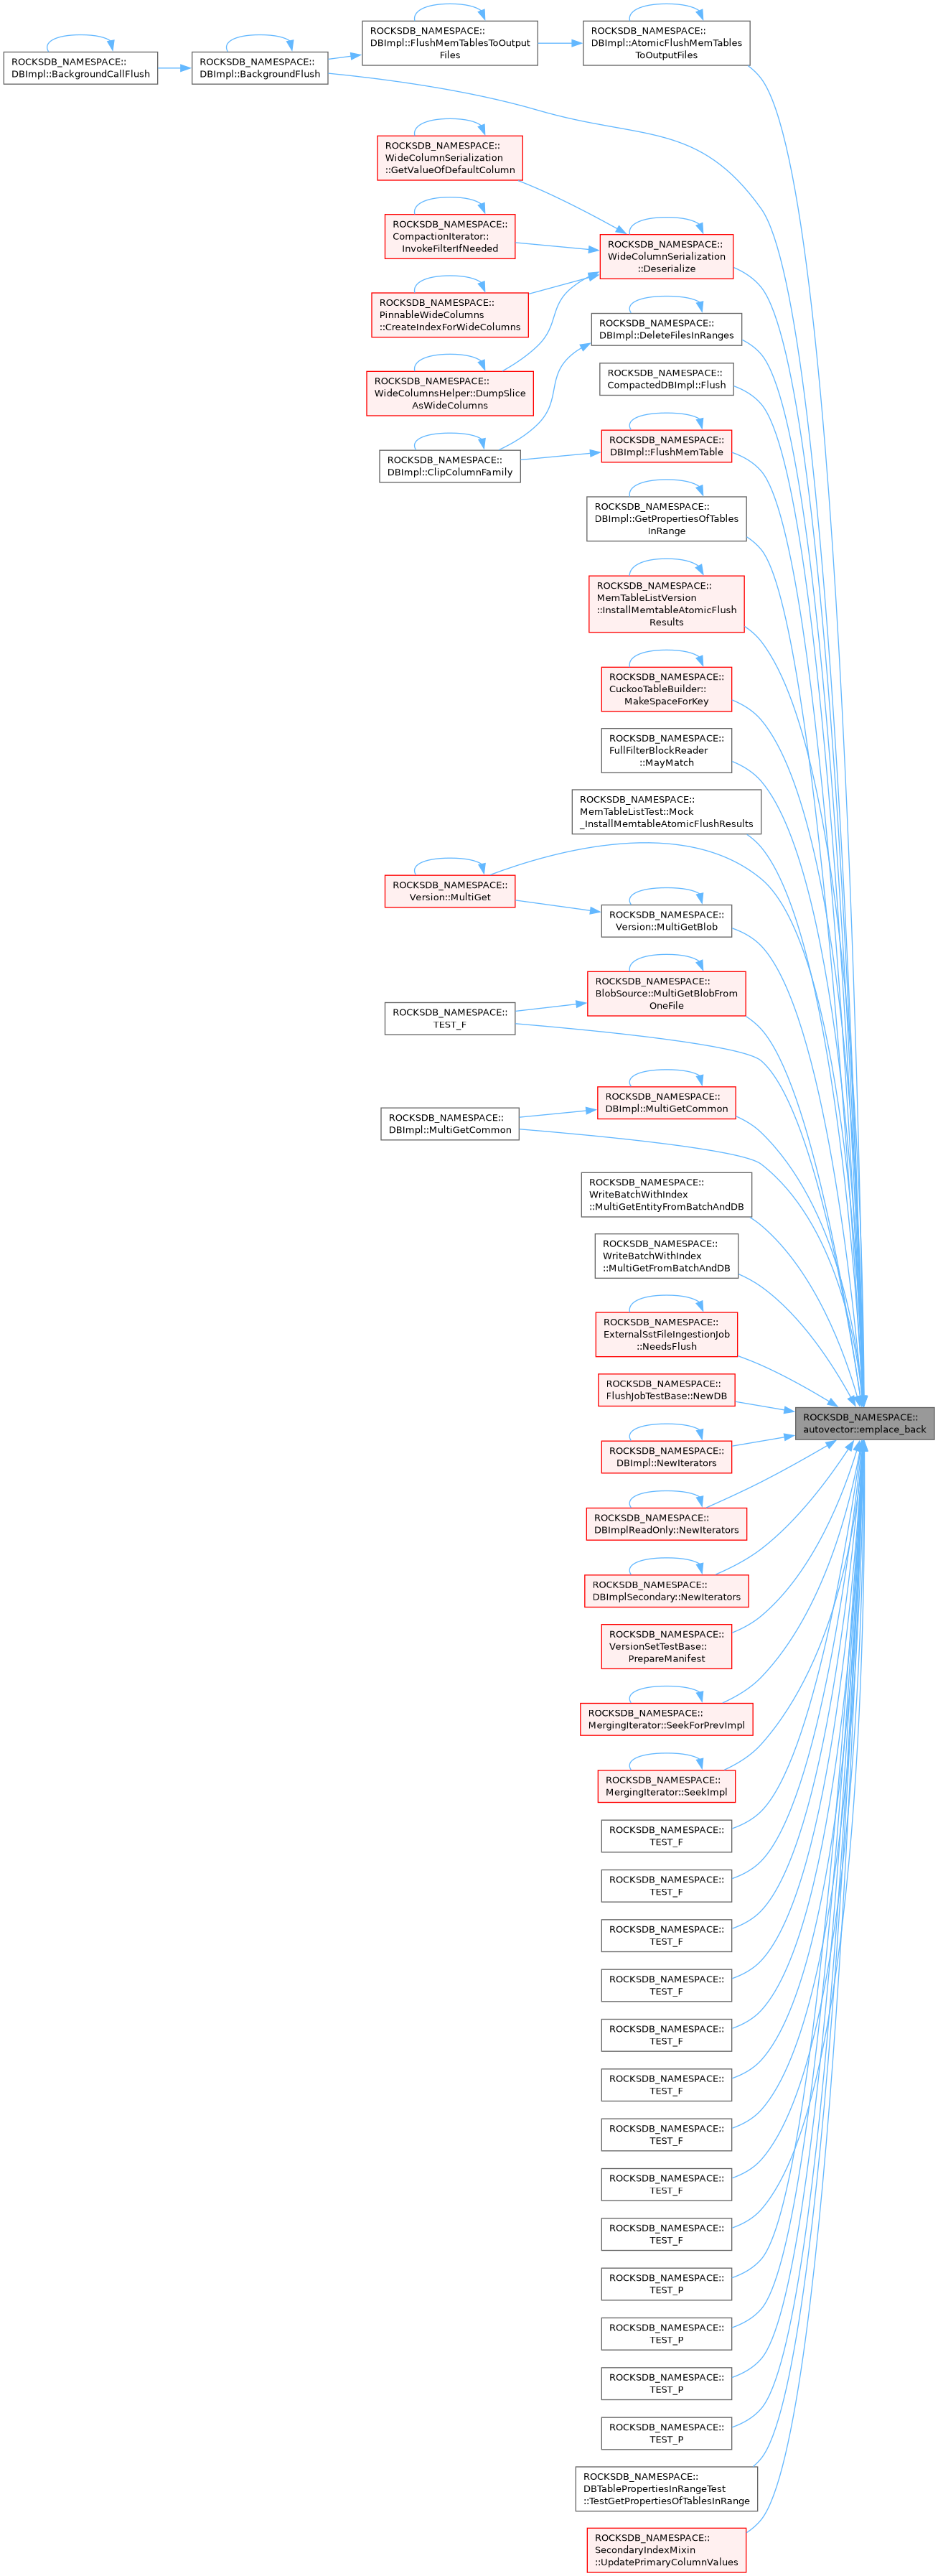 ROCKSDB_NAMESPACE::
DBImpl::BackgroundCallFlush
ROCKSDB_NAMESPACE::
DBImpl::BackgroundFlush
ROCKSDB_NAMESPACE::
DBImpl::FlushMemTablesToOutput
Files
ROCKSDB_NAMESPACE::
DBImpl::AtomicFlushMemTables
ToOutputFiles
ROCKSDB_NAMESPACE::
WideColumnSerialization
::GetValueOfDefaultColumn
ROCKSDB_NAMESPACE::
CompactionIterator::
InvokeFilterIfNeeded
ROCKSDB_NAMESPACE::
WideColumnSerialization
::Deserialize
ROCKSDB_NAMESPACE::
PinnableWideColumns
::CreateIndexForWideColumns
ROCKSDB_NAMESPACE::
DBImpl::DeleteFilesInRanges
ROCKSDB_NAMESPACE::
CompactedDBImpl::Flush
ROCKSDB_NAMESPACE::
WideColumnsHelper::DumpSlice
AsWideColumns
ROCKSDB_NAMESPACE::
DBImpl::FlushMemTable
ROCKSDB_NAMESPACE::
DBImpl::ClipColumnFamily
ROCKSDB_NAMESPACE::
DBImpl::GetPropertiesOfTables
InRange
ROCKSDB_NAMESPACE::
MemTableListVersion
::InstallMemtableAtomicFlush
Results
ROCKSDB_NAMESPACE::
CuckooTableBuilder::
MakeSpaceForKey
ROCKSDB_NAMESPACE::
FullFilterBlockReader
::MayMatch
ROCKSDB_NAMESPACE::
MemTableListTest::Mock
_InstallMemtableAtomicFlushResults
ROCKSDB_NAMESPACE::
Version::MultiGet
ROCKSDB_NAMESPACE::
Version::MultiGetBlob
ROCKSDB_NAMESPACE::
BlobSource::MultiGetBlobFrom
OneFile
ROCKSDB_NAMESPACE::
TEST_F
ROCKSDB_NAMESPACE::
DBImpl::MultiGetCommon
ROCKSDB_NAMESPACE::
DBImpl::MultiGetCommon
ROCKSDB_NAMESPACE::
WriteBatchWithIndex
::MultiGetEntityFromBatchAndDB
ROCKSDB_NAMESPACE::
WriteBatchWithIndex
::MultiGetFromBatchAndDB
ROCKSDB_NAMESPACE::
ExternalSstFileIngestionJob
::NeedsFlush
ROCKSDB_NAMESPACE::
FlushJobTestBase::NewDB
ROCKSDB_NAMESPACE::
autovector::emplace_back
ROCKSDB_NAMESPACE::
DBImpl::NewIterators
ROCKSDB_NAMESPACE::
DBImplReadOnly::NewIterators
ROCKSDB_NAMESPACE::
DBImplSecondary::NewIterators
ROCKSDB_NAMESPACE::
VersionSetTestBase::
PrepareManifest
ROCKSDB_NAMESPACE::
MergingIterator::SeekForPrevImpl
ROCKSDB_NAMESPACE::
MergingIterator::SeekImpl
ROCKSDB_NAMESPACE::
TEST_F
ROCKSDB_NAMESPACE::
TEST_F
ROCKSDB_NAMESPACE::
TEST_F
ROCKSDB_NAMESPACE::
TEST_F
ROCKSDB_NAMESPACE::
TEST_F
ROCKSDB_NAMESPACE::
TEST_F
ROCKSDB_NAMESPACE::
TEST_F
ROCKSDB_NAMESPACE::
TEST_F
ROCKSDB_NAMESPACE::
TEST_F
ROCKSDB_NAMESPACE::
TEST_P
ROCKSDB_NAMESPACE::
TEST_P
ROCKSDB_NAMESPACE::
TEST_P
ROCKSDB_NAMESPACE::
TEST_P
ROCKSDB_NAMESPACE::
DBTablePropertiesInRangeTest
::TestGetPropertiesOfTablesInRange
ROCKSDB_NAMESPACE::
SecondaryIndexMixin
::UpdatePrimaryColumnValues